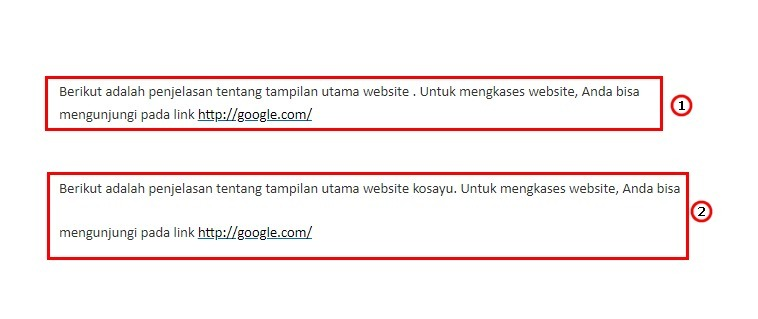 Berikut adalah penjelasan tentang tampilan utama website . Untuk mengkases website, Anda bisa
mengunjungi pada link http://google.com/
1
Berikut adalah penjelasan tentang tampilan utama website kosayu. Untuk mengkases website, Anda bisa
mengunjungi pada link http://google.com/
2